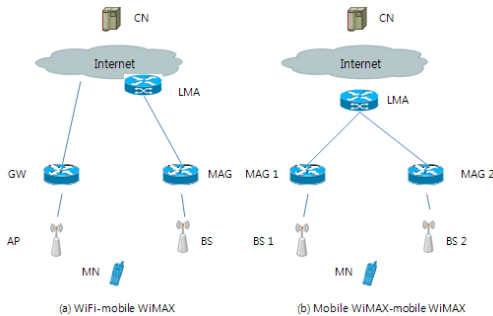 CN
CN
Internet
Internet
LMA
LMA
GW
MAG
MAG 1
MAG 2
AP
BS
BS 1
BS 2
MN
MN
(a) WiFi-mobile WiMAX
(b) Mobile WiMAX-mobile WiMAX